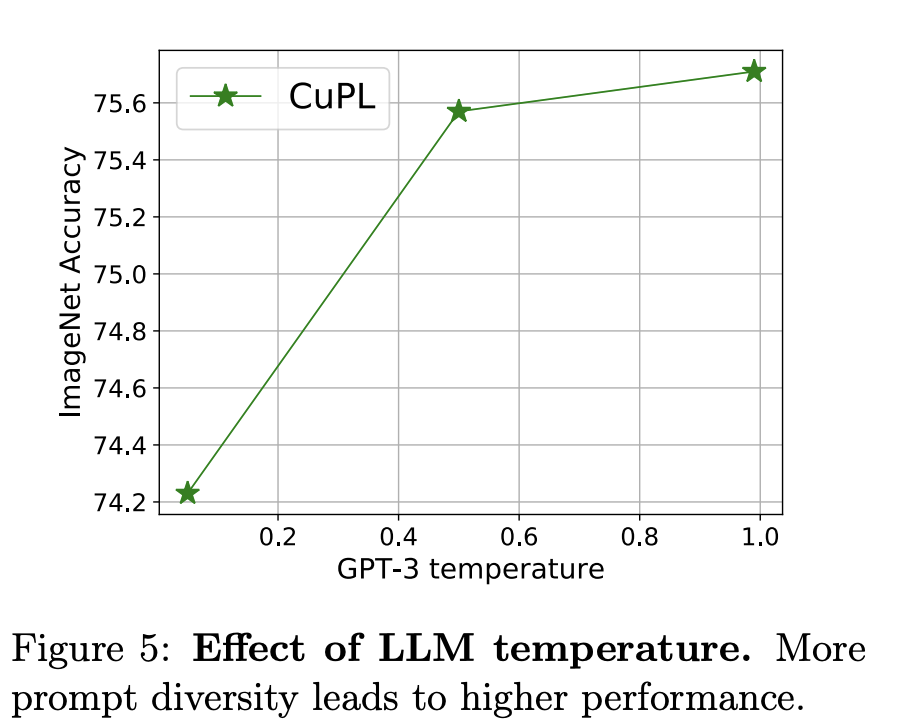 CuPL
75.6
75.4
75.2
75.0
74.8
74.6
74.4
74.2
ImageNet Accuracy
0.2 0.4 0.6 0.8 1.0
GPT-3 temperature
Figure 5: Effect of LLM temperature. More
prompt diversity leads to higher performance.